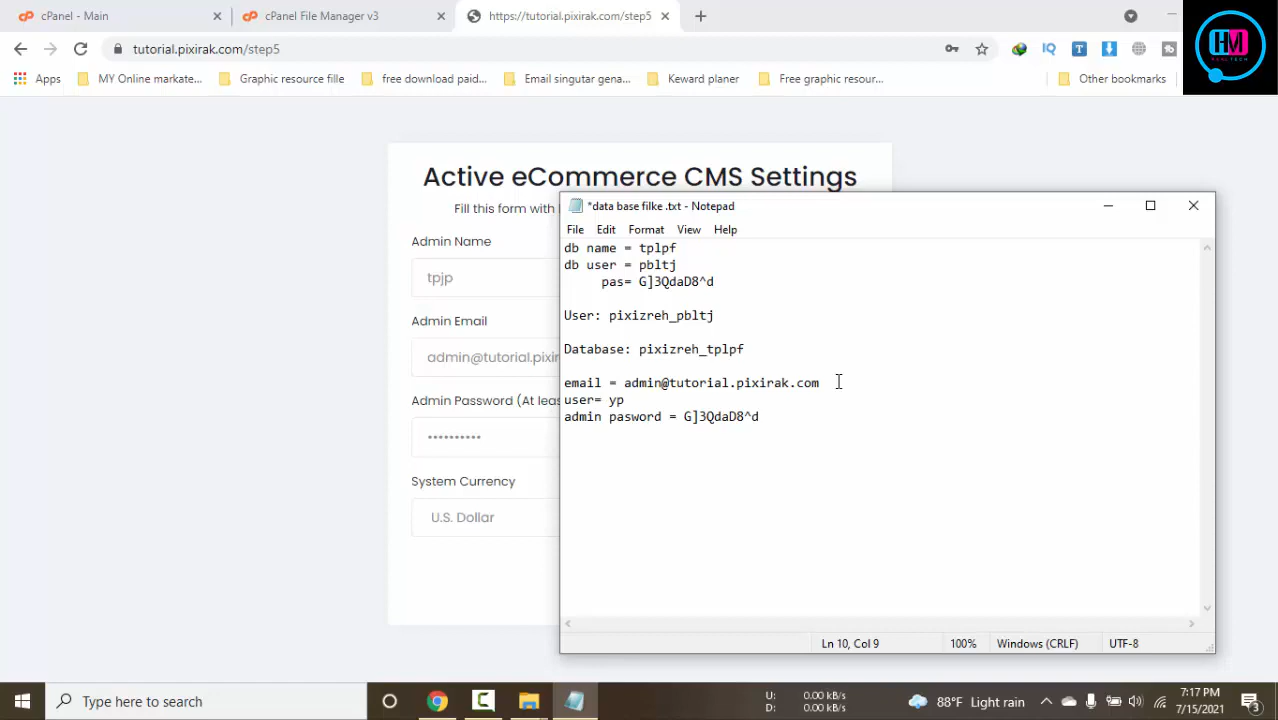 cPanel - Main
cPanel File Manager v3
https://tutorial.pixirak.com/step5
HM
tutorial.pixirak.com/step5
IQ
T
Apps
MY Online markate...
Graphic resource file
free download paid...
Email singutar gena...
Keward planer
Free graphic resour...
Other bookmarks
Active eCommerce CMS Settings
Fill this form with
Admin Name
tpjp
Admin Email
admin@tutorial.pixir
Admin Password (At leas
••••••••••
System Currency
U.S. Dollar
*data base filke .txt - Notepad
File Edit Format View Help
db name = tplpf
db user = pbltj
pas= G]3QdaD8^d
User: pixizreh_pbltj
Database: pixizreh_tplpf
email = admin@tutorial.pixirak.com
user= yp
admin pasword = G]3QdaD8^d
Ln 10, Col 9
100%
Windows (CRLF)
UTF-8
Type here to search
U: 0.00 kB/s
D: 0.00 kB/s
88°F Light rain
7:17 PM
7/15/2021
3